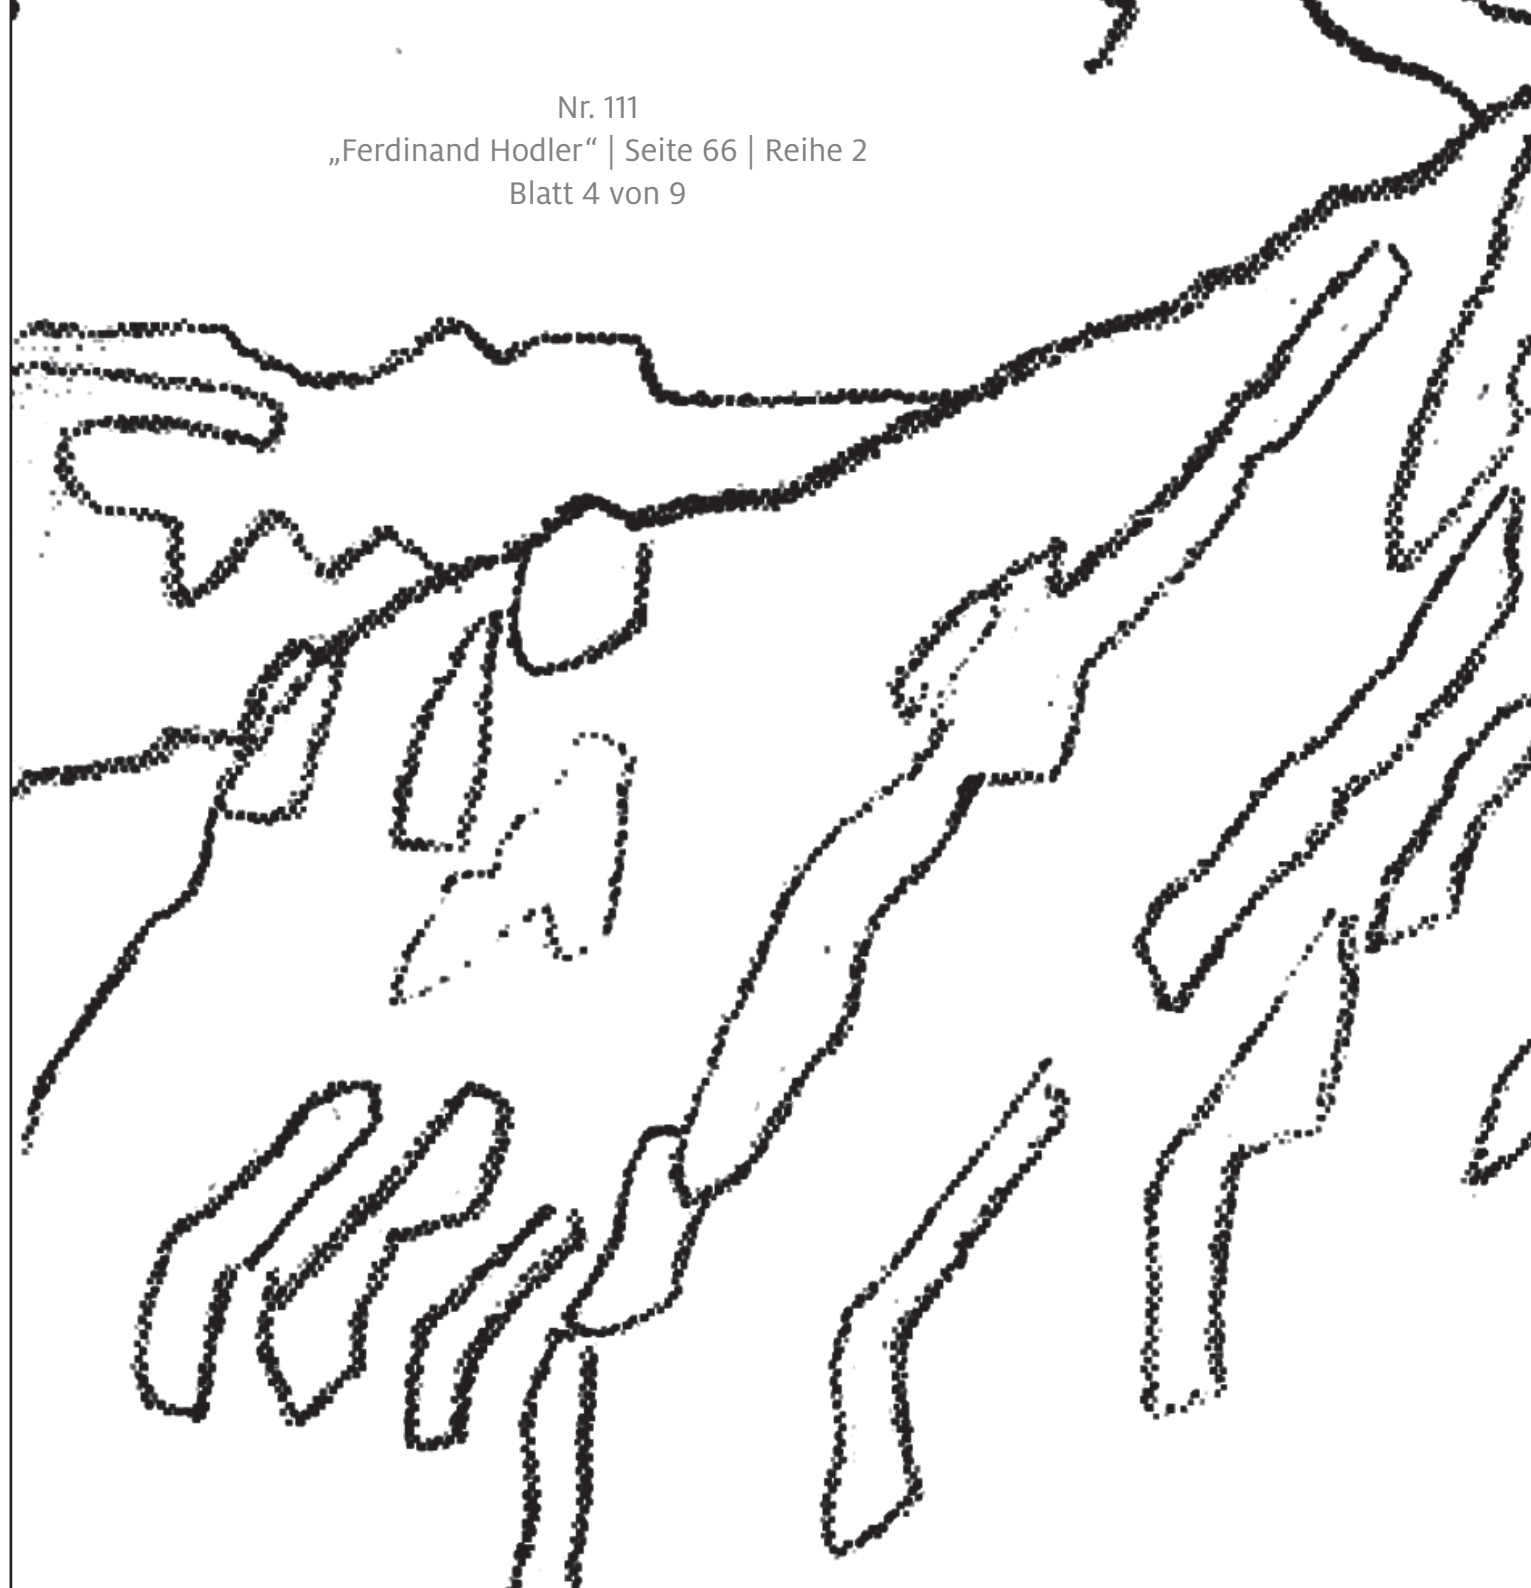 Nr. 111
„Ferdinand Hodler“ | Seite 66 | Reihe 2
Blatt 4 von 9